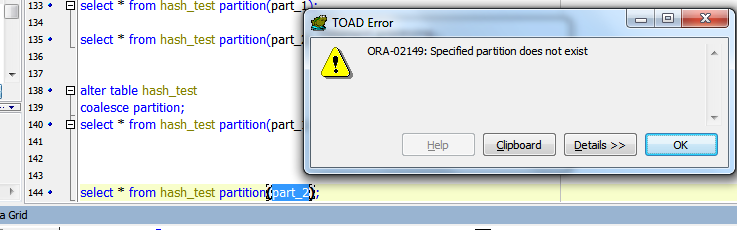 133 select * from hash_test partition(part_1);
134
135 select * from hash_test partition(part_
136
137
138 alter table hash_test
139 coalesce partition;
140 select * from hash_test partition(part_
141
142
143
144 select * from hash_test partition(part_2);
a Grid
TOAD Error
ORA-02149: Specified partition does not exist
Help Clipboard Details >> OK